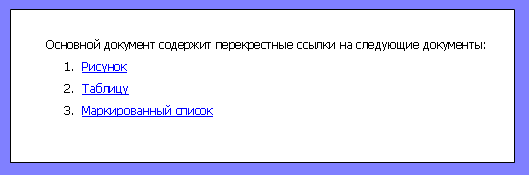 Основной документ содержит перекрестные ссылки на следующие документы:
1. Рисунок
2. Таблицу
3. Маркированный список